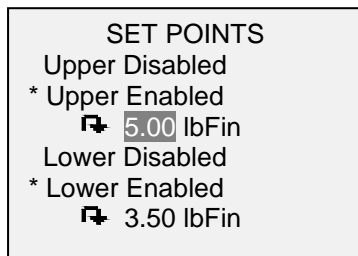 SET POINTS
Upper Disabled
* Upper Enabled
5.00 lbFin
Lower Disabled
* Lower Enabled
3.50 lbFin